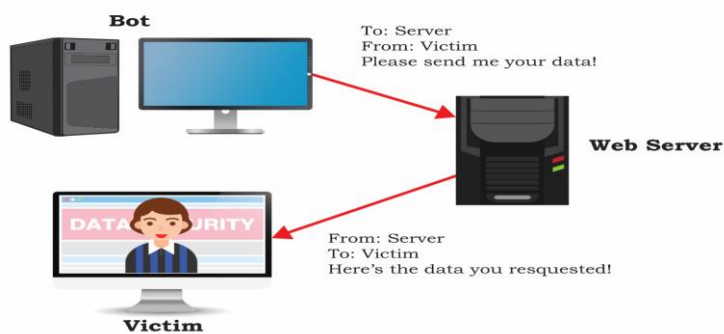 Bot
To: Server
From: Victim
Please send me your data!
Web Server
DATA URITY
From: Server
To: Victim
Here's the data you resquested!
Victim